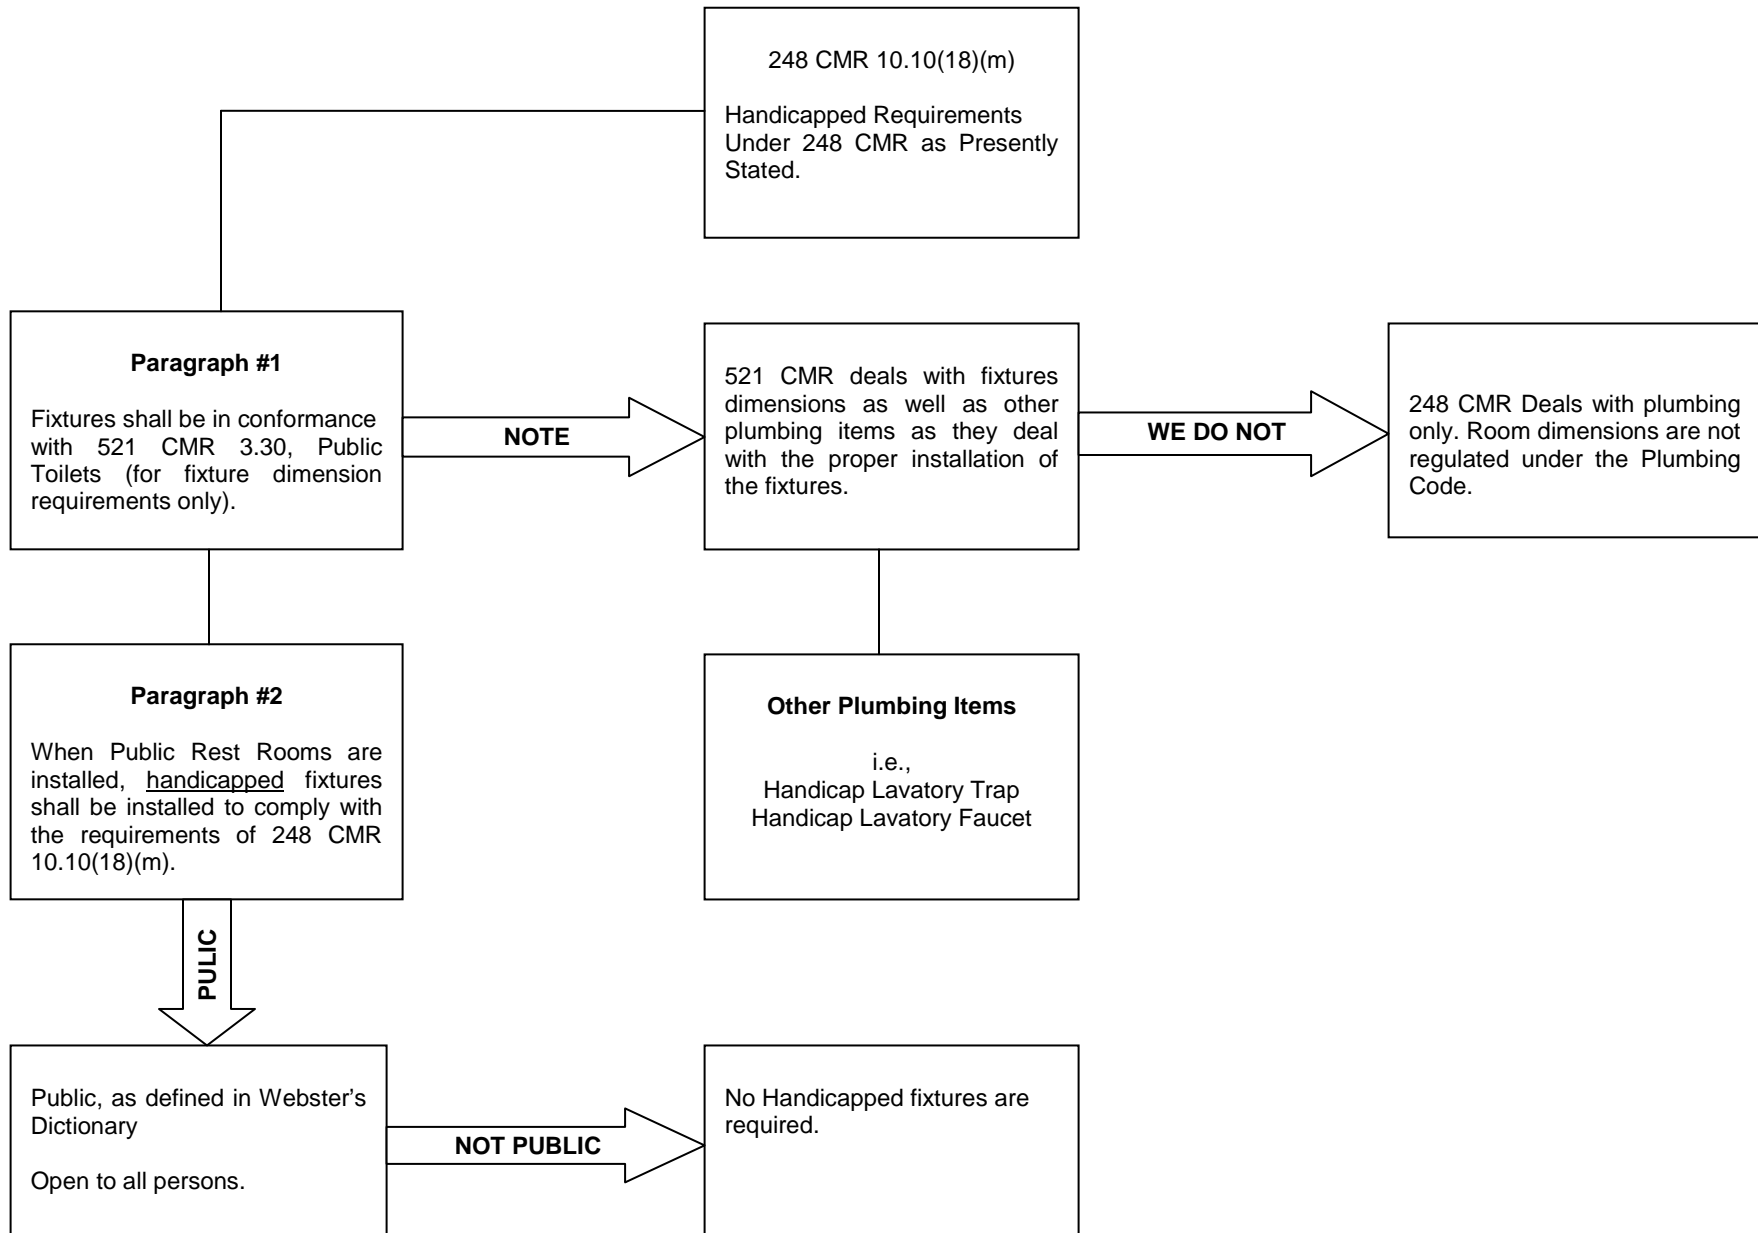 248 CMR 10.10(18)(m)
Handicapped Requirements
Under 248 CMR as Presently
Stated.
Paragraph #1
Fixtures shall be in conformance
with 521 CMR 3.30, Public
Toilets (for fixture dimension
requirements only).
NOTE
521 CMR deals with fixtures
dimensions as well as other
plumbing items as they deal
with the proper installation of
the fixtures.
WE DO NOT
248 CMR Deals with plumbing
only. Room dimensions are not
regulated under the Plumbing
Code.
Paragraph #2
When Public Rest Rooms are
installed, handicapped fixtures
shall be installed to comply with
the requirements of 248 CMR
10.10(18)(m).
Other Plumbing Items
i.e.,
Handicap Lavatory Trap
Handicap Lavatory Faucet
PULIC
Public, as defined in Webster’s
Dictionary
Open to all persons.
NOT PUBLIC
No Handicapped fixtures are
required.